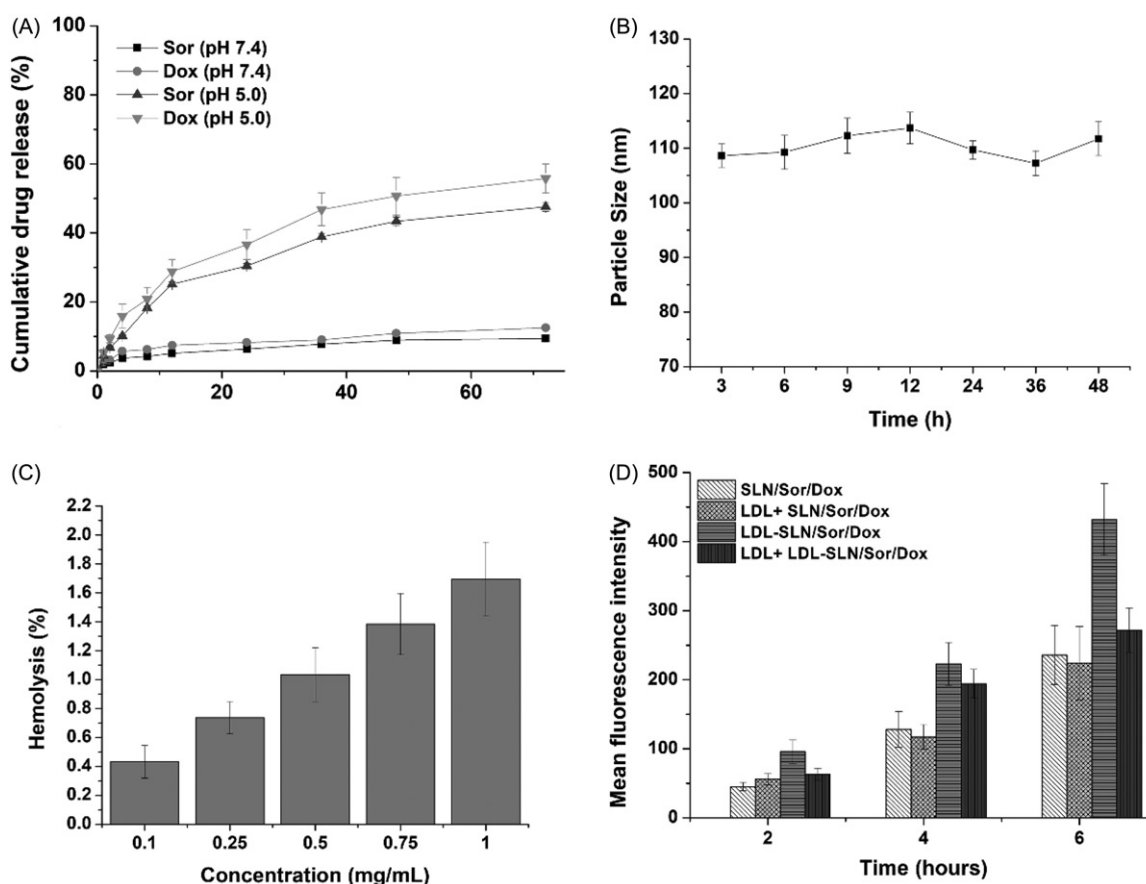 (A)
Cumulative drug release (%)
100
80
60
40
20
0
Sor (pH 7.4)
Dox (pH 7.4)
Sor (pH 5.0)
Dox (pH 5.0)
0 20 40 60
(B)
Particle Size (nm)
130
120
115
110
100
90
80
70
3 6 9 12 24 36 48
Time (h)
(C)
Hemolysis (%)
2.2
2.0
1.8
1.6
1.4
1.2
1.0
0.8
0.6
0.4
0.2
0.0
0.1 0.25 0.5 0.75 1
Concentration (mg/mL)
(D)
Mean fluorescence intensity
500
400
300
200
100
0
SLN/Sor/Dox
LDL+ SLN/Sor/Dox
LDL-SLN/Sor/Dox
LDL+ LDL-SLN/Sor/Dox
2 4 6
Time (hours)